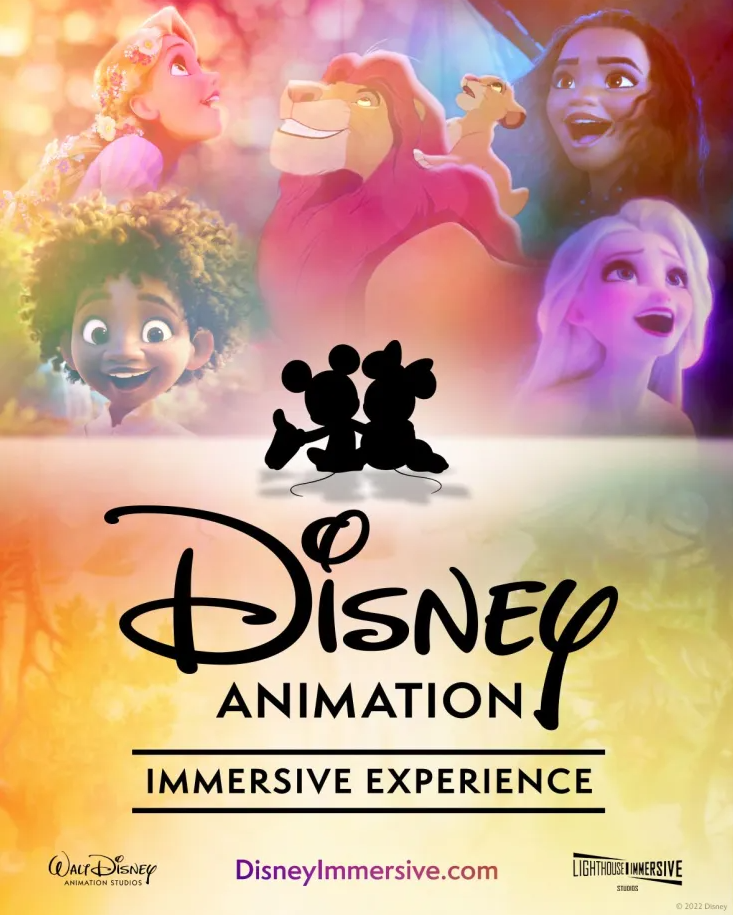 Disney
ANIMATION
IMMERSIVE EXPERIENCE
WALT DISNEY
ANIMATION STUDIOS
DisneyImmersive.com
LIGHTHOUSE IMMERSIVE
STUDIOS
© 2022 Disney